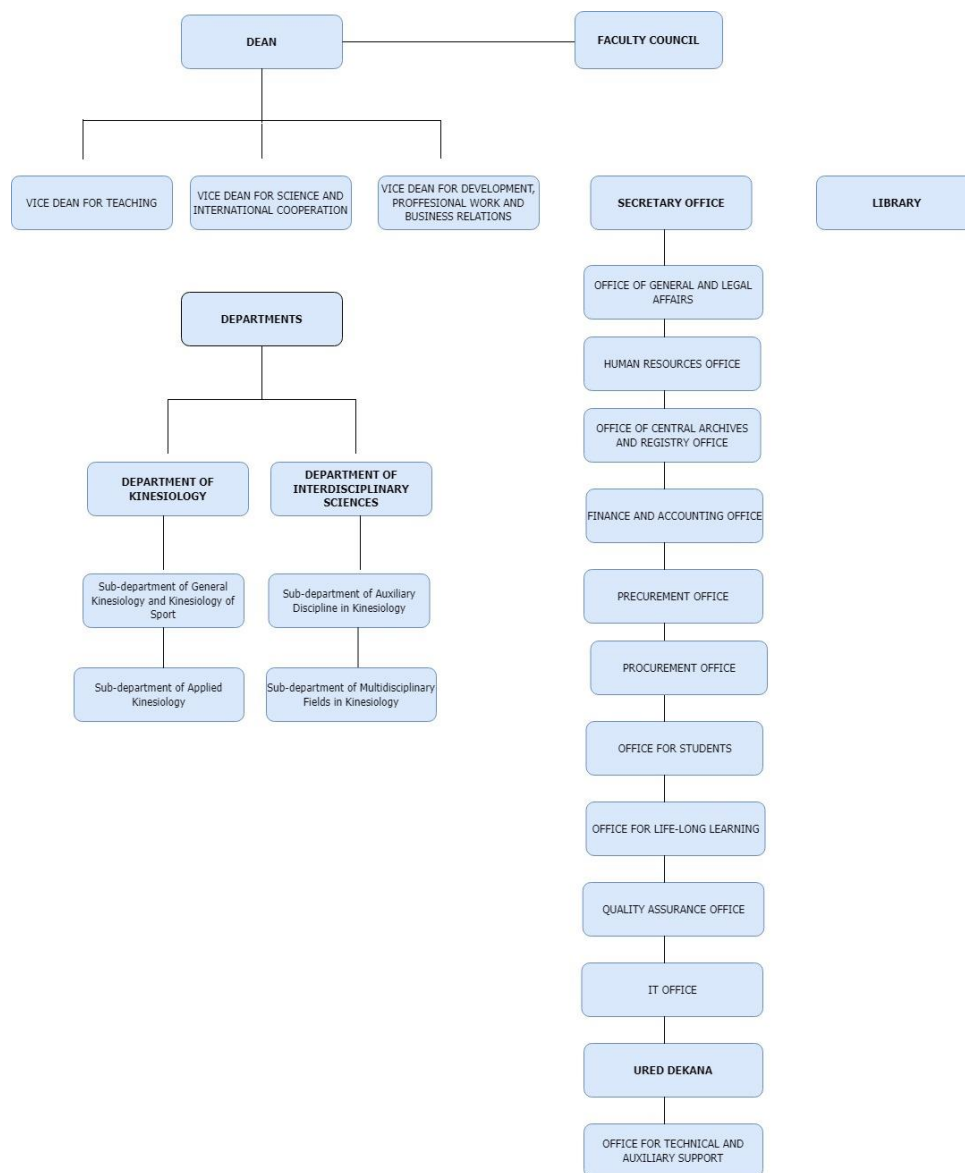 DEAN
FACULTY COUNCIL
VICE DEAN FOR TEACHING
VICE DEAN FOR SCIENCE AND
INTERNATIONAL COOPERATION
VICE DEAN FOR DEVELOPMENT,
PROFFESIONAL WORK AND
BUSINESS RELATIONS
SECRETARY OFFICE
LIBRARY
DEPARTMENTS
DEPARTMENT OF
KINESIOLOGY
DEPARTMENT OF
INTERDISCIPLINARY
SCIENCES
Sub-department of General
Kinesiology and Kinesiology of
Sport
Sub-department of Auxiliary
Discipline in Kinesiology
Sub-department of Applied
Kinesiology
Sub-department of Multidisciplinary
Fields in Kinesiology
OFFICE OF GENERAL AND LEGAL
AFFAIRS
HUMAN RESOURCES OFFICE
OFFICE OF CENTRAL ARCHIVES
AND REGISTRY OFFICE
FINANCE AND ACCOUNTING OFFICE
PRECUREMENT OFFICE
PROCUREMENT OFFICE
OFFICE FOR STUDENTS
OFFICE FOR LIFE-LONG LEARNING
QUALITY ASSURANCE OFFICE
IT OFFICE
URED DEKANA
OFFICE FOR TECHNICAL AND
AUXILIARY SUPPORT